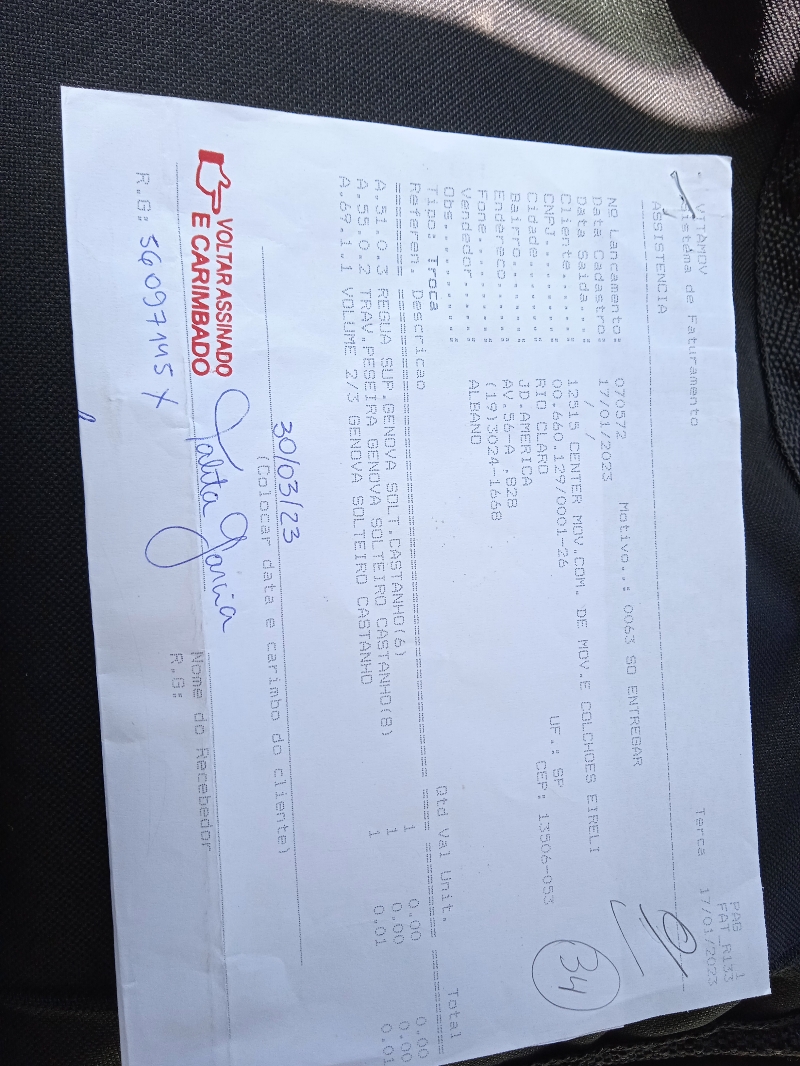 VITAMOV PAG 1
Sistema de Faturamento FAT_R133
ASSISTENCIA Terca 17/01/2023
Nº Lancamento: 070572 Motivo..: 0063 SO ENTREGAR
Data Cadastro: 17/01/2023
Data Saida...: / /
Cliente......: 12515 CENTER MOV.COM. DE MOV.E COLCHOES EIRELI
CNPJ.........: 00.660.129/0001-26
Cidade.......: RIO CLARO UF.: SP
Bairro.......: JD.AMERICA CEP: 13506-053
Endereco.....: AV.56-A ,828
Fone.........: (19)3024-1668
Vendedor.....: ALBANO
Obs..........:
Tipo: Troca
Referen. Descricao Qtd Val Unit. Total
A.51.0.3 REGUA SUP.GENOVA SOLT.CASTANHO(6) 1 0.00 0.00
A.55.0.2 TRAV.PESEIRA GENOVA SOLTEIRO CASTANHO(8) 1 0.00 0.00
A.69.1.1 VOLUME 2/3 GENOVA SOLTEIRO CASTANHO 1 0.01 0.01
34
30/03/23
(Colocar data e carimbo do cliente)
VOLTAR ASSINADO
E CARIMBADO
Talita Garcia
Nome do Recebedor
R.G: 56097145 X
R.G: